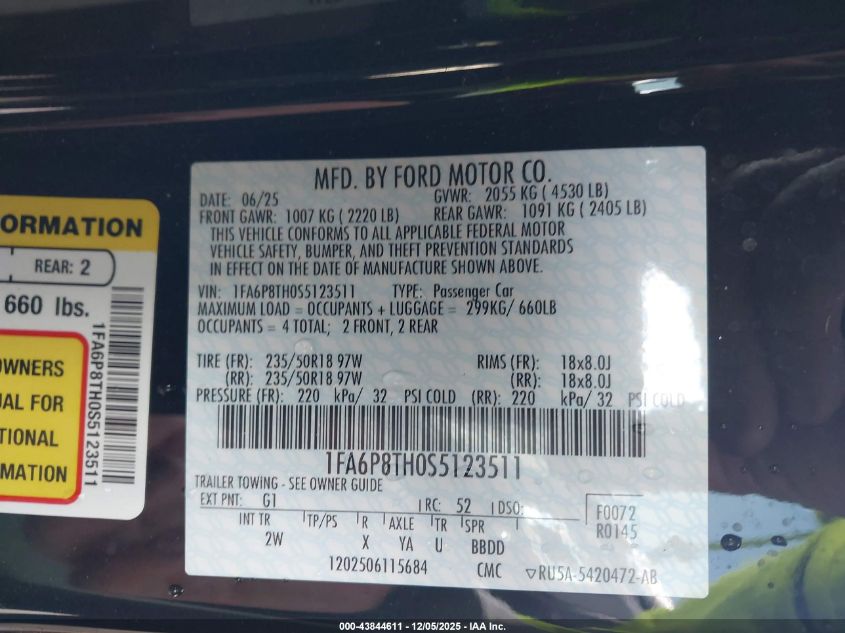 ORMATION
REAR: 2
660 lbs.
OWNERS
UAL FOR
TIONAL
MATION
1FA6P8TH0S5123511
MFD. BY FORD MOTOR CO.
DATE: 06/25 GVWR: 2055 KG ( 4530 LB)
FRONT GAWR: 1007 KG ( 2220 LB) REAR GAWR: 1091 KG ( 2405 LB)
THIS VEHICLE CONFORMS TO ALL APPLICABLE FEDERAL MOTOR
VEHICLE SAFETY, BUMPER, AND THEFT PREVENTION STANDARDS
IN EFFECT ON THE DATE OF MANUFACTURE SHOWN ABOVE.
VIN: 1FA6P8TH0S5123511 TYPE: Passenger Car
MAXIMUM LOAD = OCCUPANTS + LUGGAGE = 299KG/ 660LB
OCCUPANTS = 4 TOTAL; 2 FRONT, 2 REAR
TIRE (FR): 235/50R18 97W RIMS (FR): 18x8.0J
(RR): 235/50R18 97W (RR): 18x8.0J
PRESSURE (FR): 220 kPa/ 32 PSI COLD (RR): 220 kPa/ 32 PSI COLD
1FA6P8TH0S5123511
TRAILER TOWING - SEE OWNER GUIDE
EXT PNT: G1 RC: 52 DSO:
F0072
R0145
INT TR TP/PS R AXLE TR SPR
2W X YA U BBDD
1202506115684 CMC ▽RU5A-5420472-AB
000-43844611 - 12/05/2025 - IAA Inc.